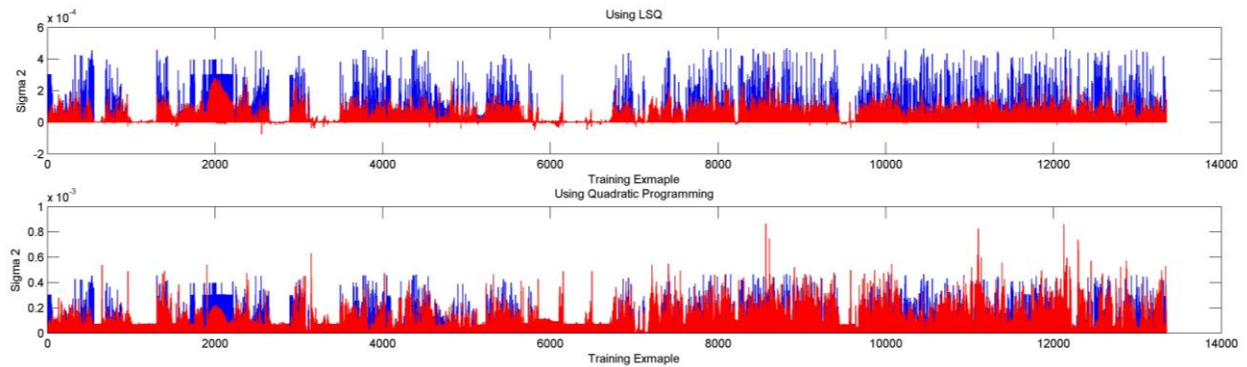 Using LSQ
x 10^-4
6
4
2
0
-2
Sigma 2
0 2000 4000 6000 8000 10000 12000 14000
Training Exmaple
Using Quadratic Programming
x 10^-3
1
0.8
0.6
0.4
0.2
0
Sigma 2
0 2000 4000 6000 8000 10000 12000 14000
Training Exmaple